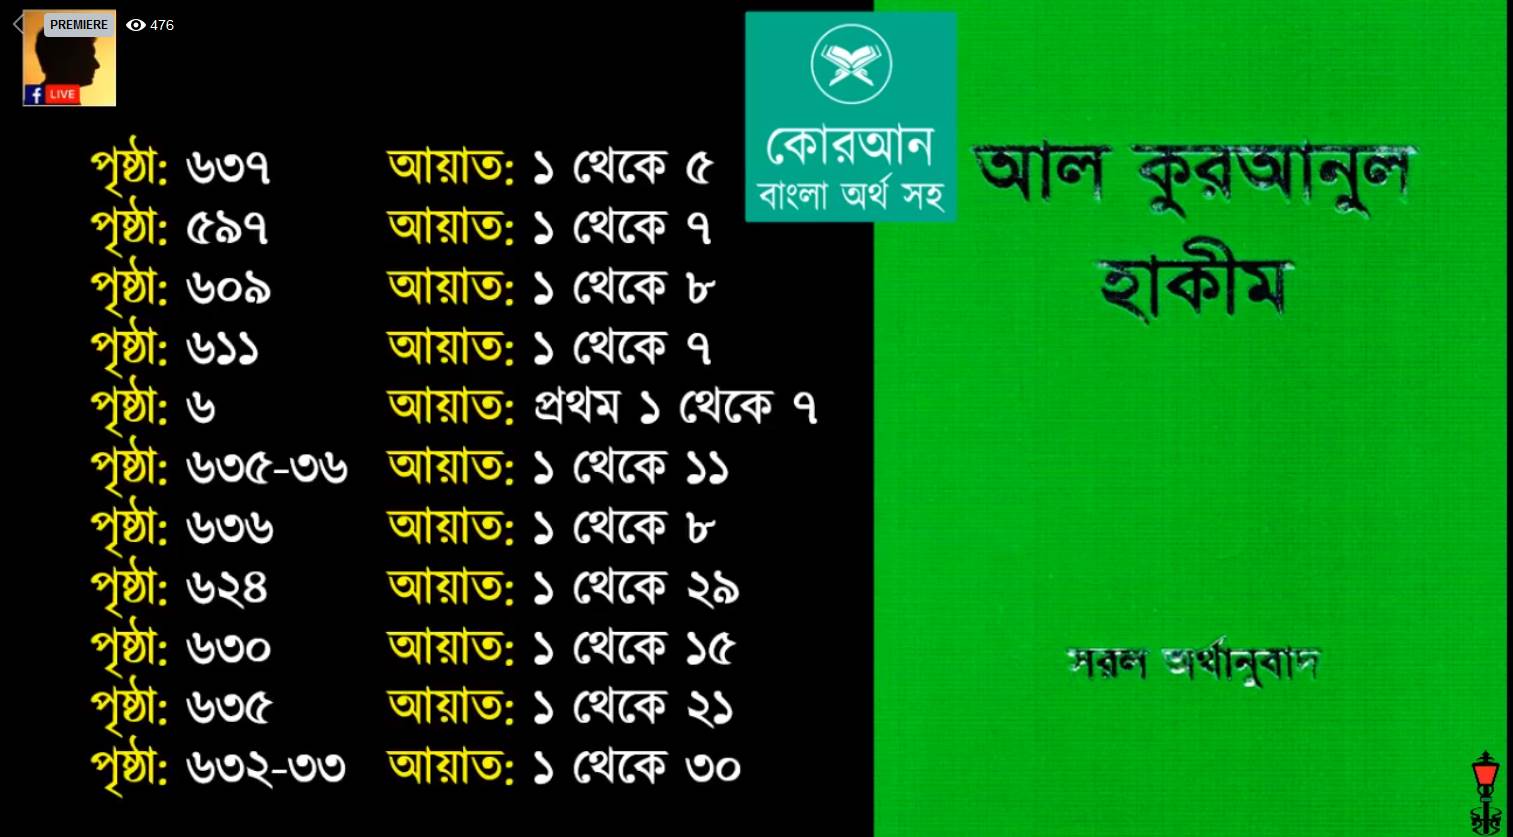 PREMIERE 476
f LIVE
কোরআন
বাংলা অর্থ সহ
পৃষ্ঠা: ৬৩৭ আয়াত: ১ থেকে ৫
পৃষ্ঠা: ৫৯৭ আয়াত: ১ থেকে ৭
পৃষ্ঠা: ৬০৯ আয়াত: ১ থেকে ৮
পৃষ্ঠা: ৬১১ আয়াত: ১ থেকে ৭
পৃষ্ঠা: ৬ আয়াত: প্রথম ১ থেকে ৭
পৃষ্ঠা: ৬৩৫-৩৬ আয়াত: ১ থেকে ১১
পৃষ্ঠা: ৬৩৬ আয়াত: ১ থেকে ৮
পৃষ্ঠা: ৬২৪ আয়াত: ১ থেকে ২৯
পৃষ্ঠা: ৬৩০ আয়াত: ১ থেকে ১৫
পৃষ্ঠা: ৬৩৫ আয়াত: ১ থেকে ২১
পৃষ্ঠা: ৬৩২-৩৩ আয়াত: ১ থেকে ৩০
আল কুরআনুল
হাকীম
সরল অর্থানুবাদ